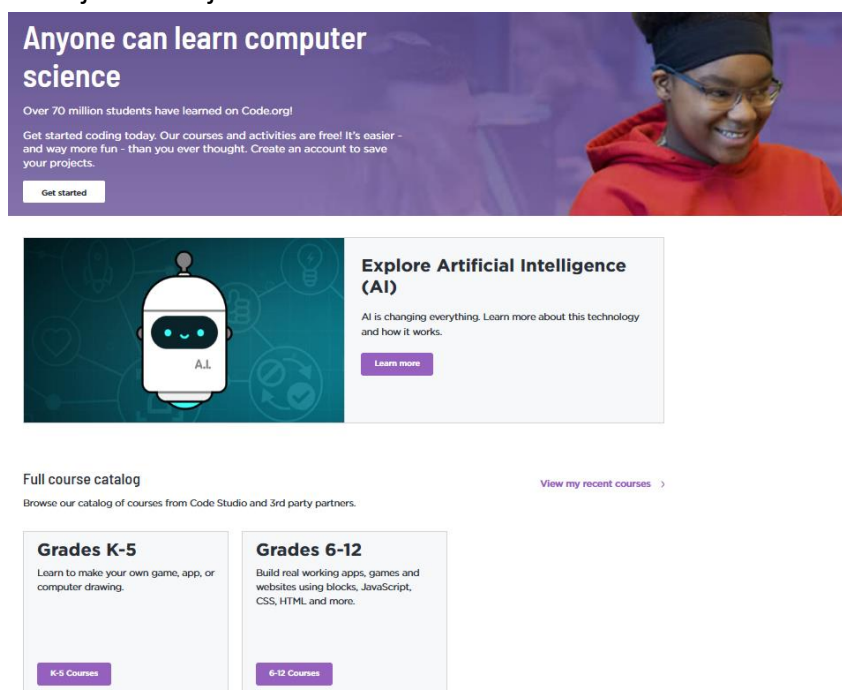 Anyone can learn computer
science
Over 70 million students have learned on Code.org!
Get started coding today. Our courses and activities are free! It's easier -
and way more fun - than you ever thought. Create an account to save
your projects.
Get started
Explore Artificial Intelligence
(AI)
AI is changing everything. Learn more about this technology
and how it works.
Learn more
A.I.
Full course catalog
View my recent courses >
Browse our catalog of courses from Code Studio and 3rd party partners.
Grades K-5
Learn to make your own game, app, or
computer drawing.
K-5 Courses
Grades 6-12
Build real working apps, games and
websites using blocks, JavaScript,
CSS, HTML and more.
6-12 Courses